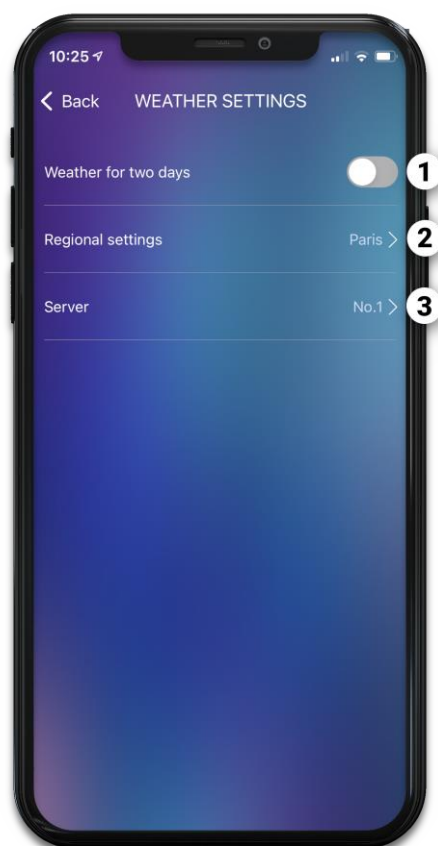 10:25
Back WEATHER SETTINGS
Weather for two days 1
Regional settings Paris 2
Server No.1 3